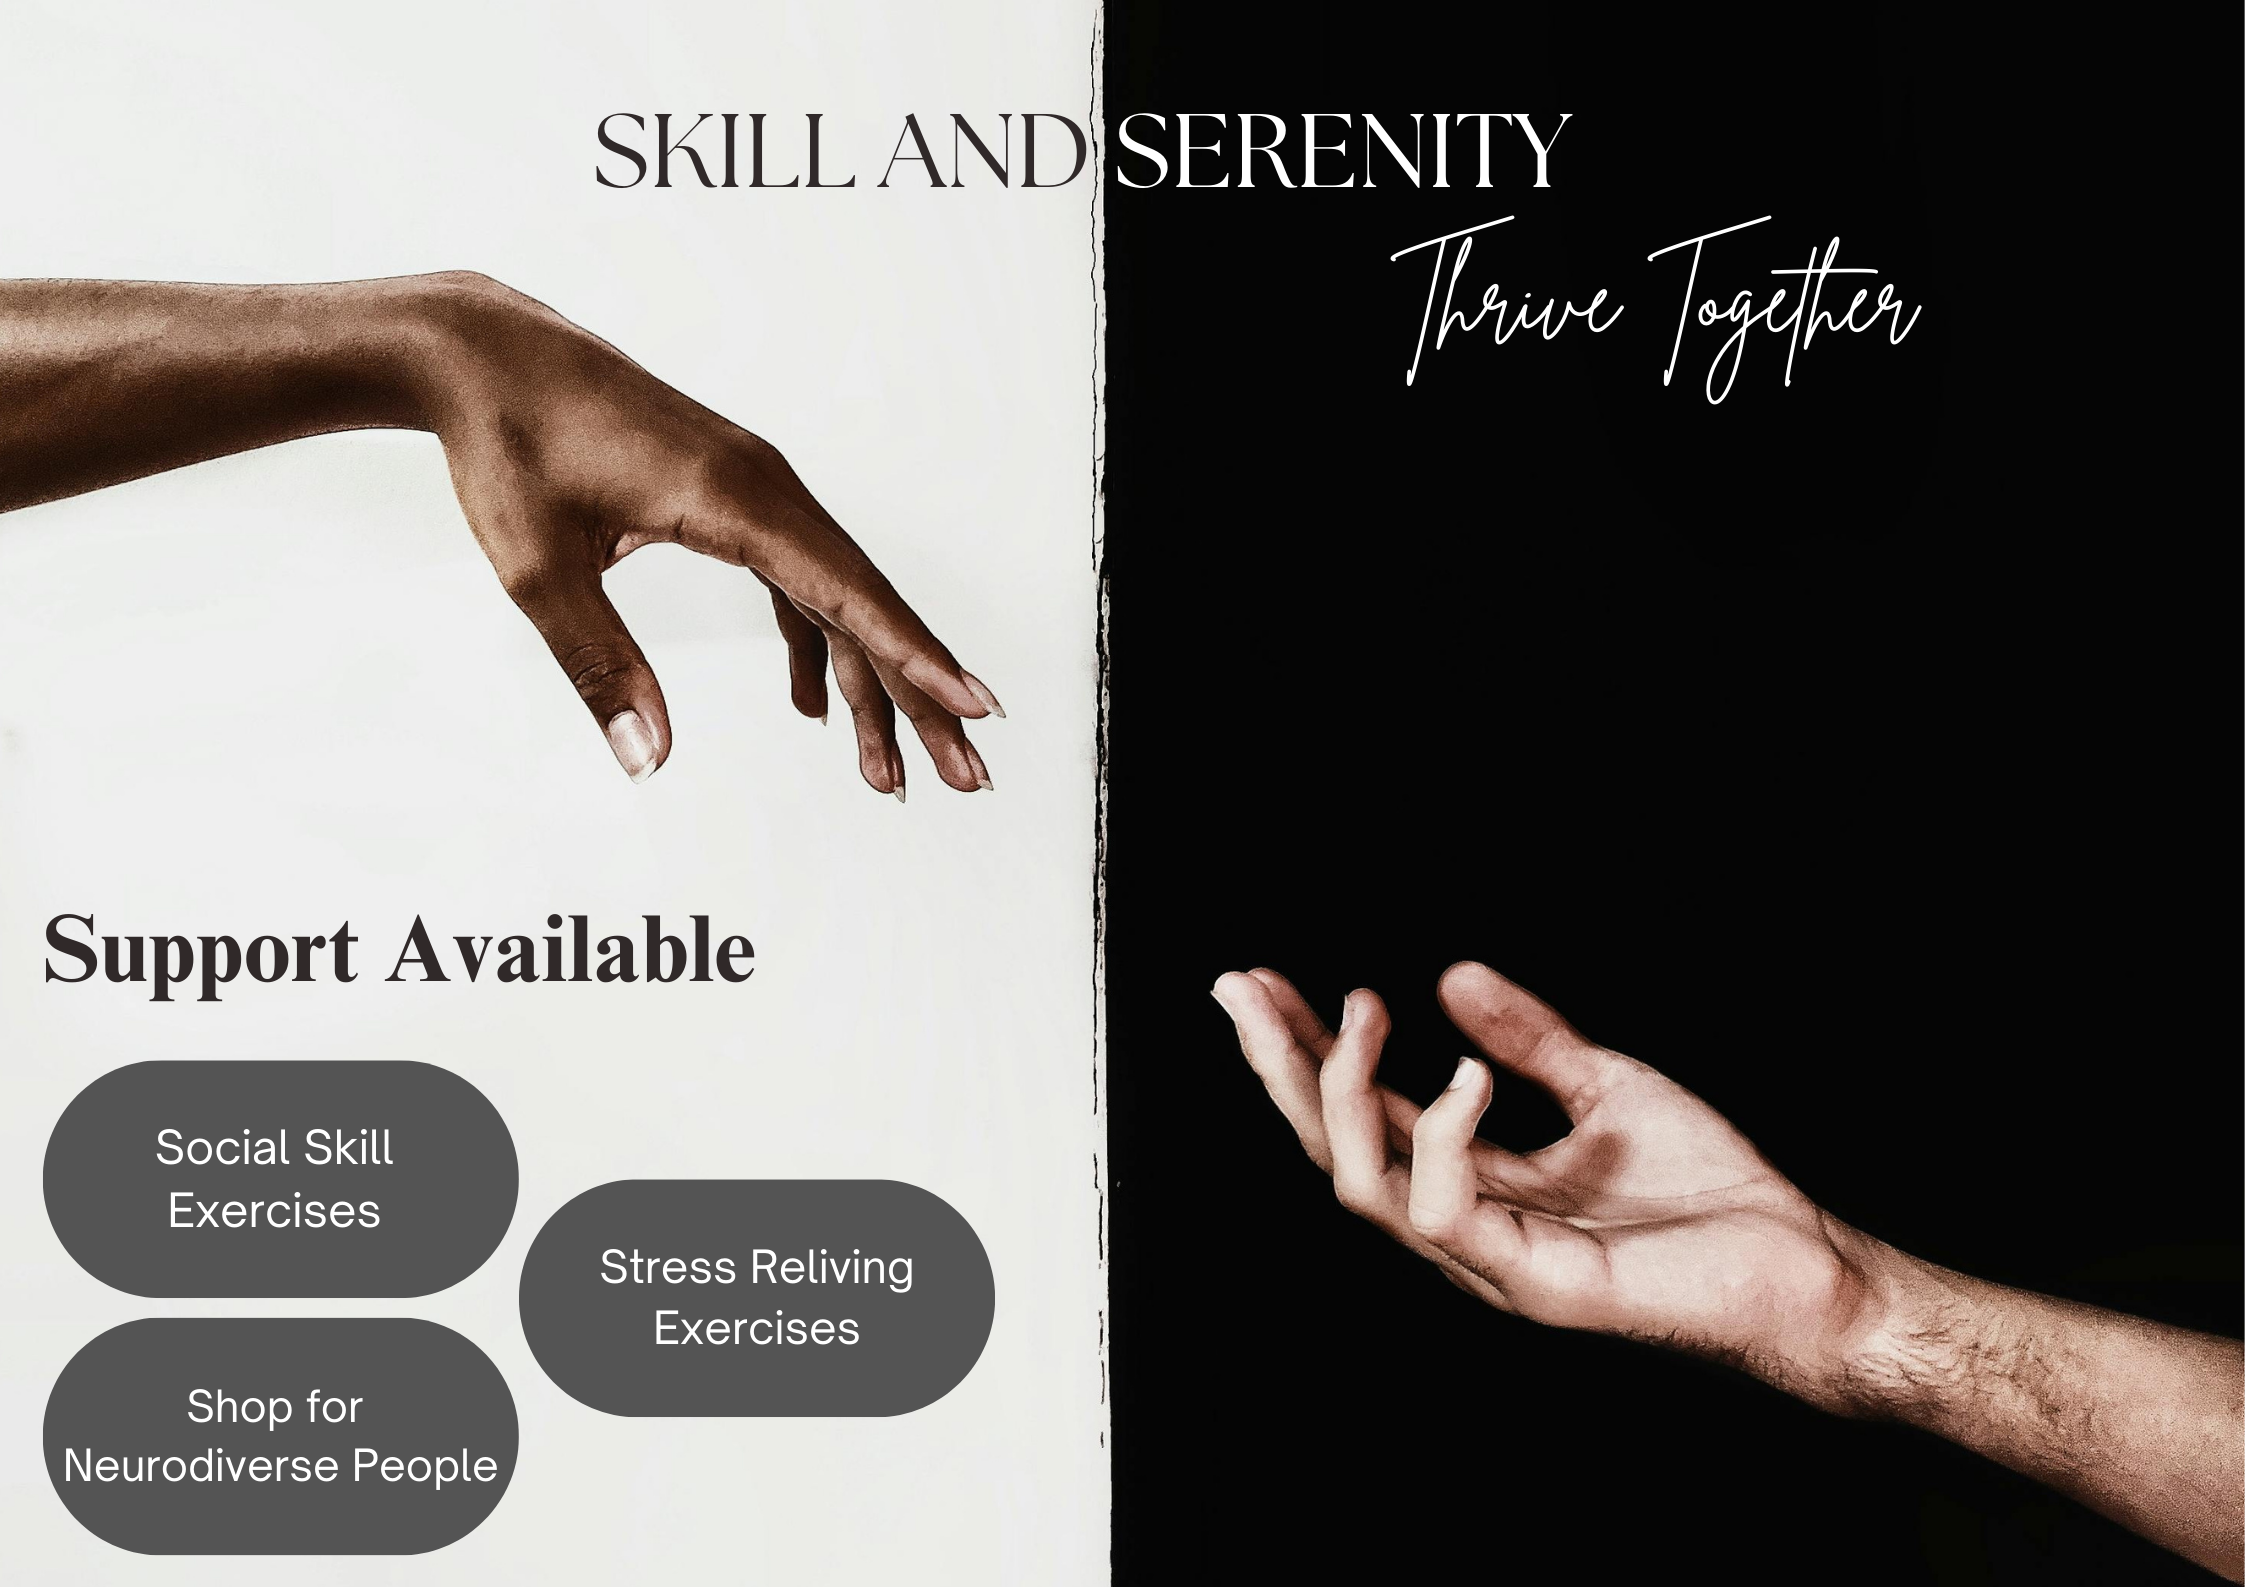 SKILL AND SERENITY
Thrive Together
Support Available
Social Skill
Exercises
Stress Reliving
Exercises
Shop for
Neurodiverse People